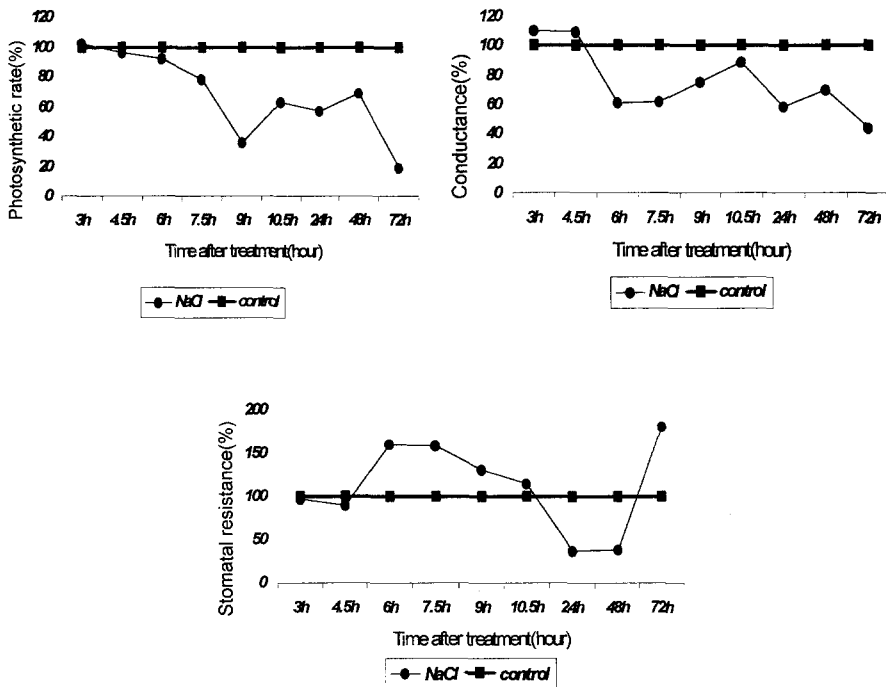 Photosynthetic rate(%)
120
100
80
60
40
20
0
3h 4.5h 6h 7.5h 9h 10.5h 24h 48h 72h
Time after treatment(hour)
NaCl control
Conductance(%)
120
100
80
60
40
20
0
3h 4.5h 6h 7.5h 9h 10.5h 24h 48h 72h
Time after treatment(hour)
NaCl control
Stomatal resistance(%)
200
150
100
50
0
3h 4.5h 6h 7.5h 9h 10.5h 24h 48h 72h
Time after treatment(hour)
NaCl control